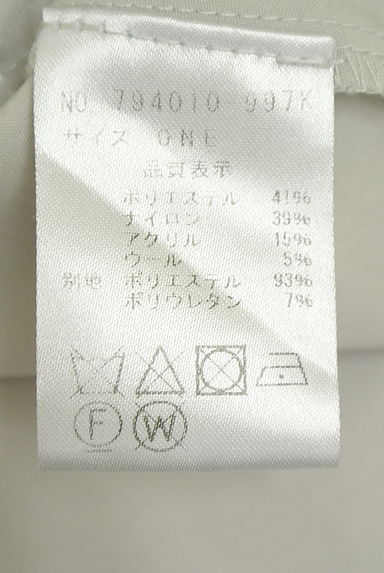 NO 794010-997K
サイズ ONE
品質表示
ポリエステル 41%
ナイロン 39%
アクリル 15%
ウール 5%
別地 ポリエステル 93%
ポリウレタン 7%
F W